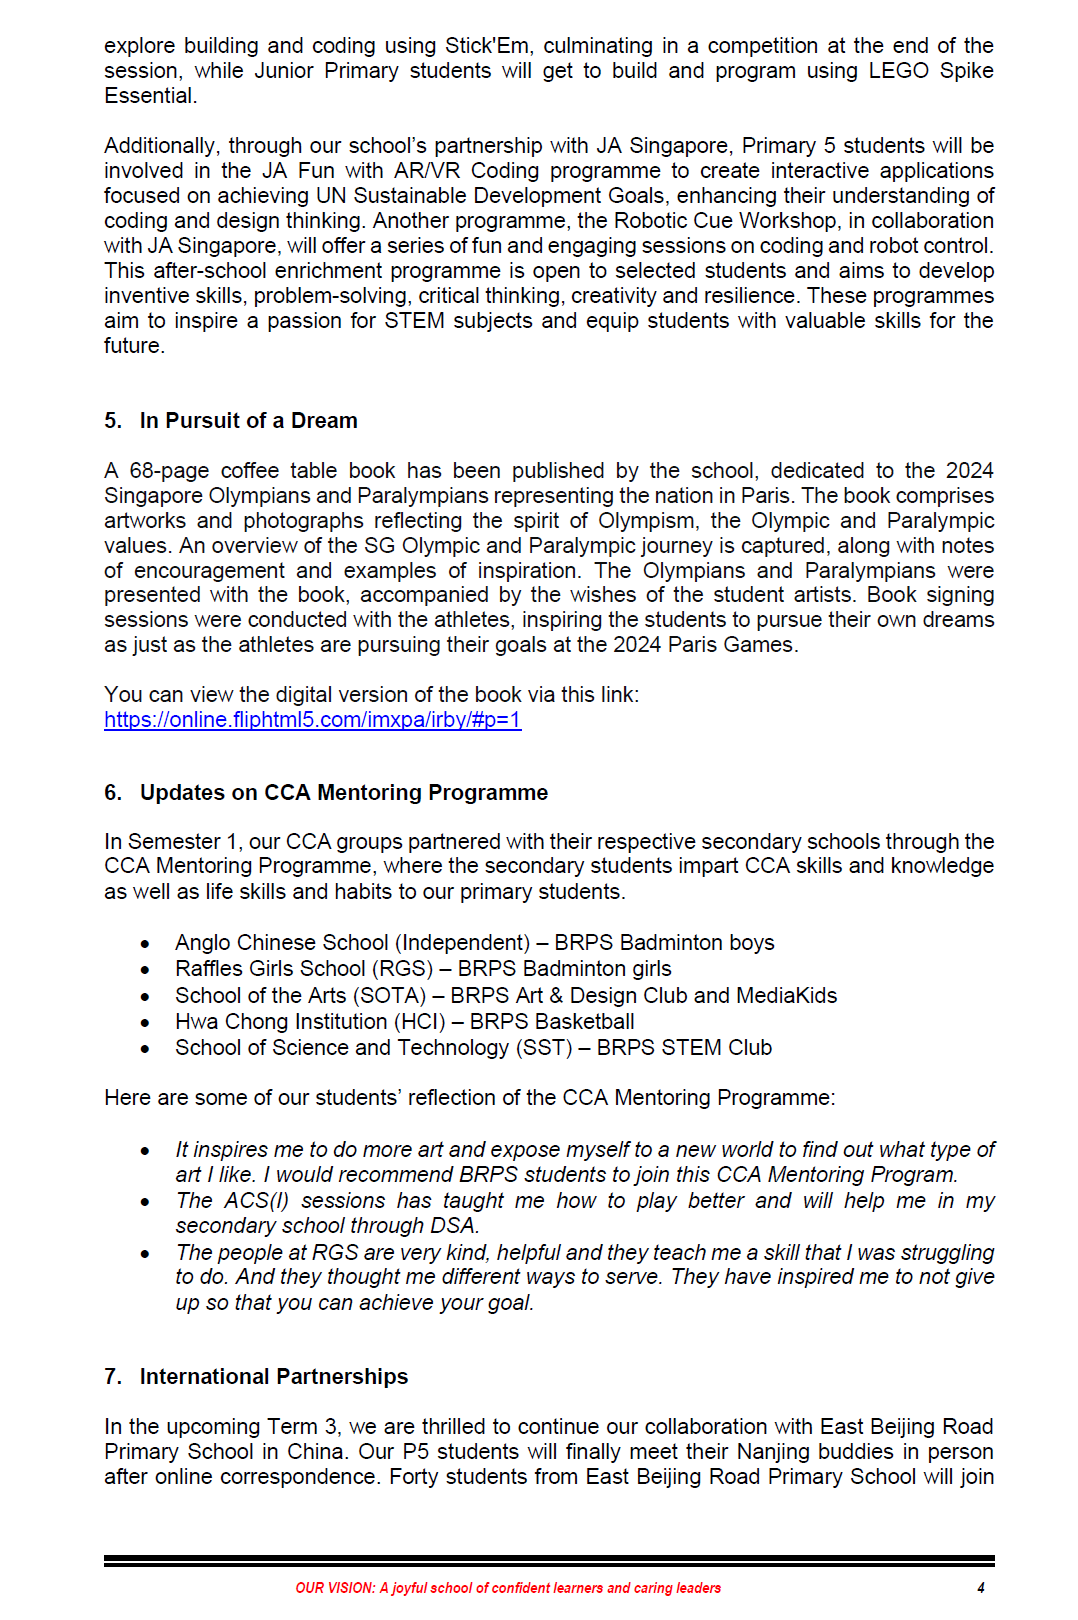 explore building and coding using Stick'Em, culminating in a competition at the end of the
session, while Junior Primary students will get to build and program using LEGO Spike
Essential.
Additionally, through our school’s partnership with JA Singapore, Primary 5 students will be
involved in the JA Fun with AR/VR Coding programme to create interactive applications
focused on achieving UN Sustainable Development Goals, enhancing their understanding of
coding and design thinking. Another programme, the Robotic Cue Workshop, in collaboration
with JA Singapore, will offer a series of fun and engaging sessions on coding and robot control.
This after-school enrichment programme is open to selected students and aims to develop
inventive skills, problem-solving, critical thinking, creativity and resilience. These programmes
aim to inspire a passion for STEM subjects and equip students with valuable skills for the
future.
5. In Pursuit of a Dream
A 68-page coffee table book has been published by the school, dedicated to the 2024
Singapore Olympians and Paralympians representing the nation in Paris. The book comprises
artworks and photographs reflecting the spirit of Olympism, the Olympic and Paralympic
values. An overview of the SG Olympic and Paralympic journey is captured, along with notes
of encouragement and examples of inspiration. The Olympians and Paralympians were
presented with the book, accompanied by the wishes of the student artists. Book signing
sessions were conducted with the athletes, inspiring the students to pursue their own dreams
as just as the athletes are pursuing their goals at the 2024 Paris Games.
You can view the digital version of the book via this link:
https://online.fliphtml5.com/imxpa/irby/#p=1
6. Updates on CCA Mentoring Programme
In Semester 1, our CCA groups partnered with their respective secondary schools through the
CCA Mentoring Programme, where the secondary students impart CCA skills and knowledge
as well as life skills and habits to our primary students.
• Anglo Chinese School (Independent) – BRPS Badminton boys
• Raffles Girls School (RGS) – BRPS Badminton girls
• School of the Arts (SOTA) – BRPS Art & Design Club and MediaKids
• Hwa Chong Institution (HCI) – BRPS Basketball
• School of Science and Technology (SST) – BRPS STEM Club
Here are some of our students’ reflection of the CCA Mentoring Programme:
• It inspires me to do more art and expose myself to a new world to find out what type of
art I like. I would recommend BRPS students to join this CCA Mentoring Program.
• The ACS(I) sessions has taught me how to play better and will help me in my
secondary school through DSA.
• The people at RGS are very kind, helpful and they teach me a skill that I was struggling
to do. And they thought me different ways to serve. They have inspired me to not give
up so that you can achieve your goal.
7. International Partnerships
In the upcoming Term 3, we are thrilled to continue our collaboration with East Beijing Road
Primary School in China. Our P5 students will finally meet their Nanjing buddies in person
after online correspondence. Forty students from East Beijing Road Primary School will join
OUR VISION: A joyful school of confident learners and caring leaders 4